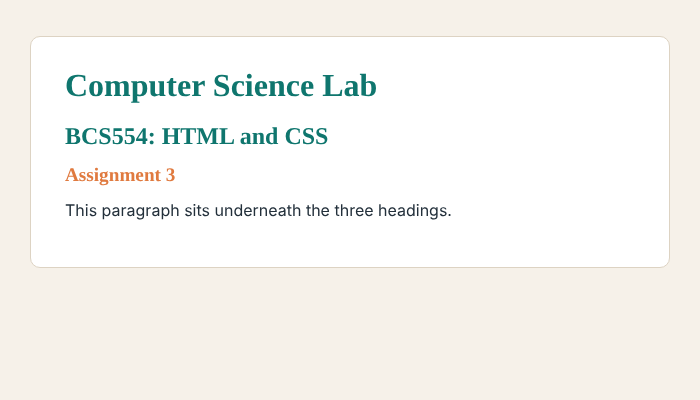 Computer Science Lab
BCS554: HTML and CSS
Assignment 3
This paragraph sits underneath the three headings.